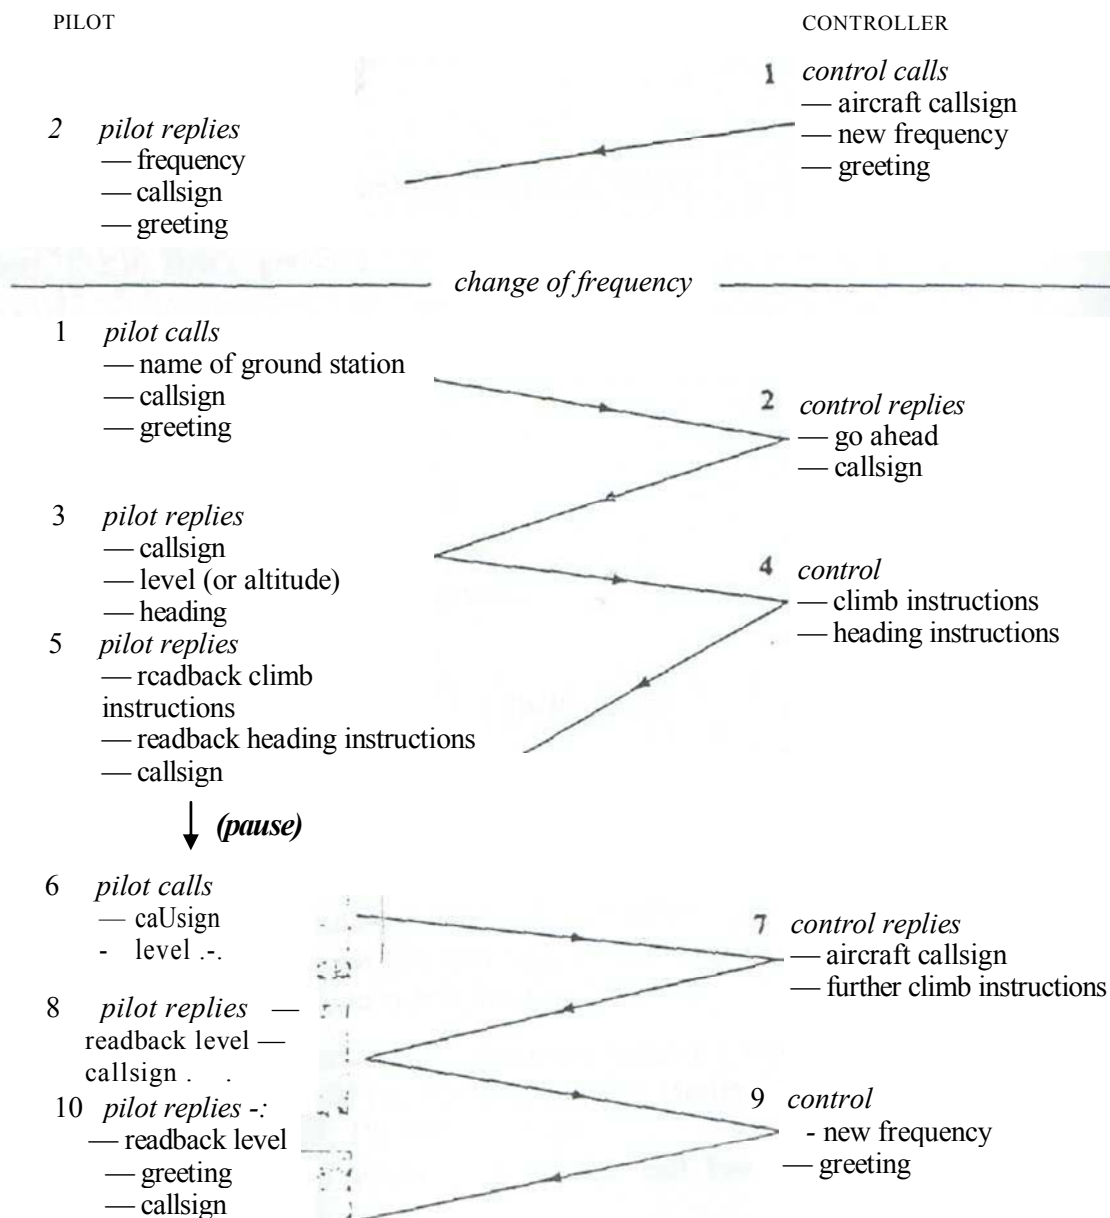 PILOT
CONTROLLER
1 control calls
— aircraft callsign
— new frequency
— greeting
2 pilot replies
— frequency
— callsign
— greeting
change of frequency
1 pilot calls
— name of ground station
— callsign
— greeting
2 control replies
— go ahead
— callsign
3 pilot replies
— callsign
— level (or altitude)
— heading
4 control
— climb instructions
— heading instructions
5 pilot replies
— rcadback climb
instructions
— readback heading instructions
— callsign
(pause)
6 pilot calls
— caUsign
- level .-.
7 control replies
— aircraft callsign
— further climb instructions
8 pilot replies —
readback level —
callsign . .
9 control
- new frequency
— greeting
10 pilot replies -:
— readback level
— greeting
— callsign